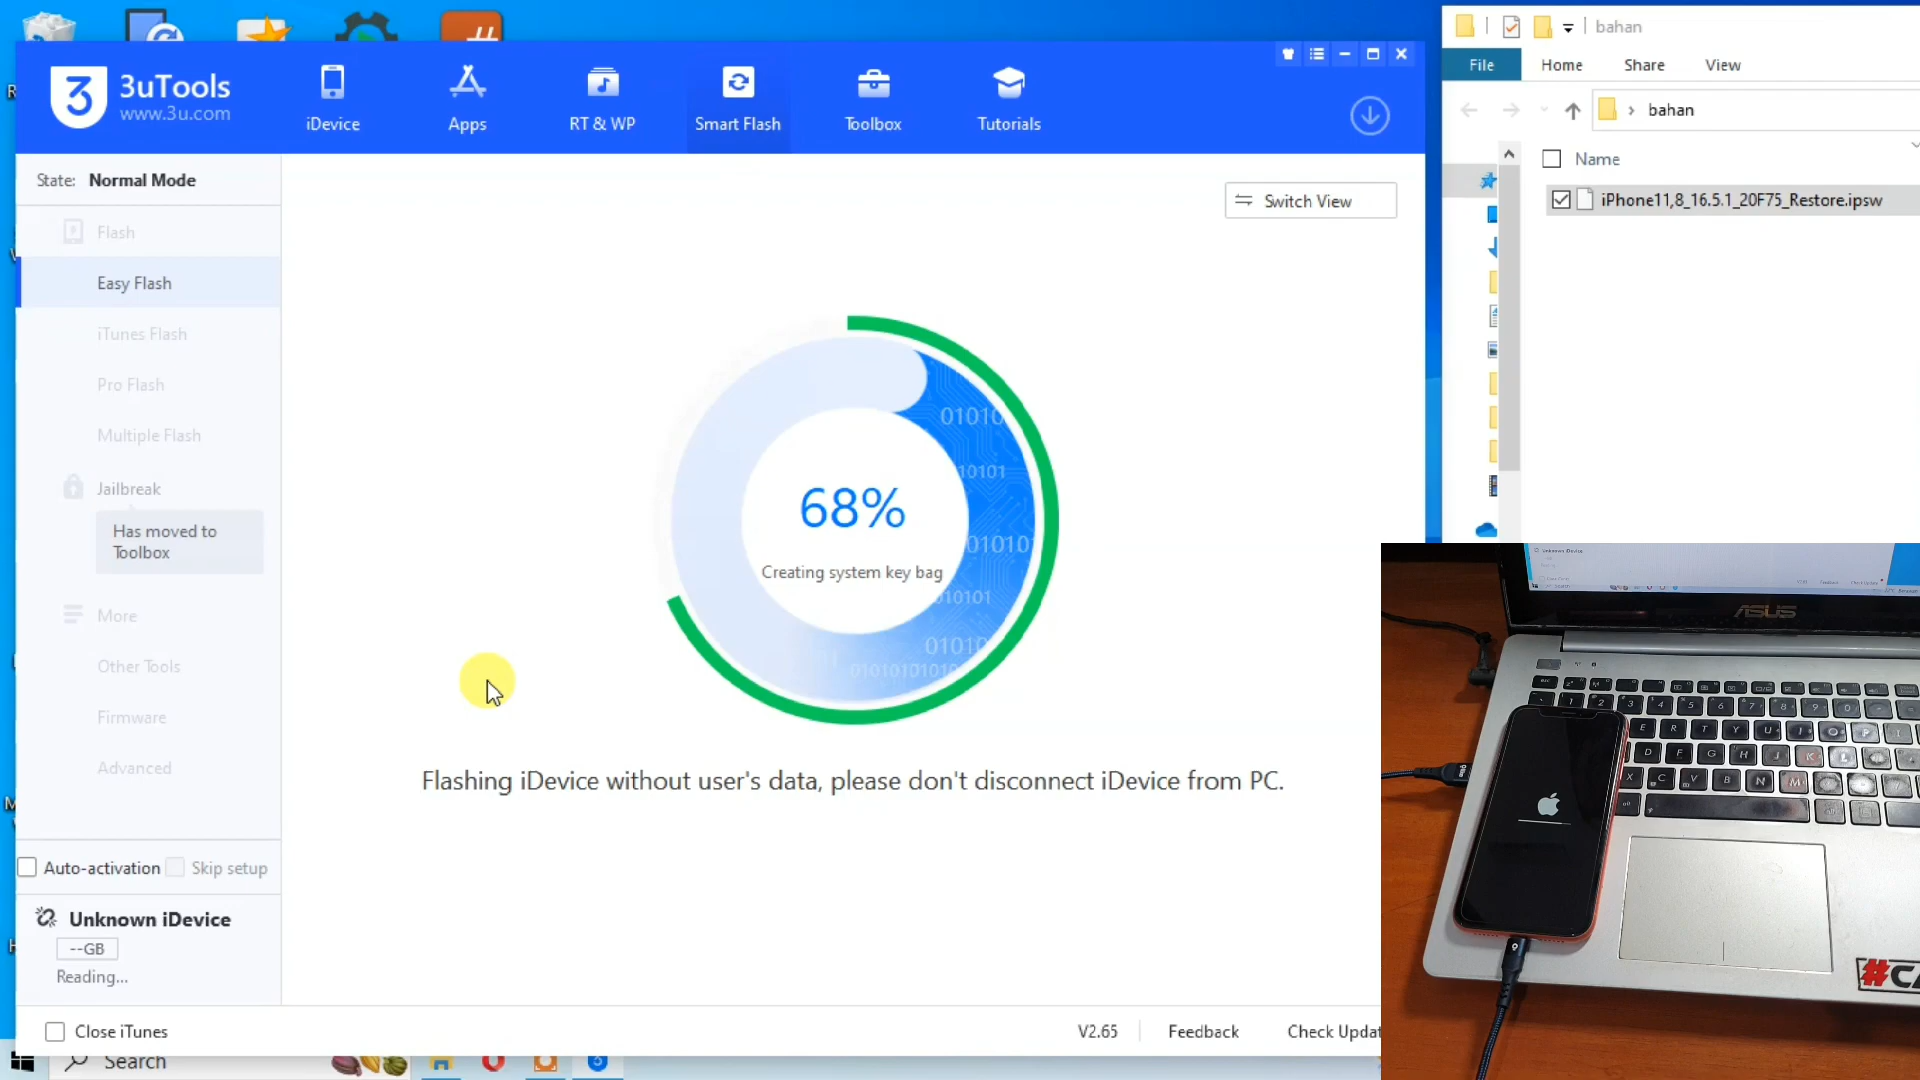 3uTools
www.3u.com
iDevice
Apps
RT & WP
Smart Flash
Toolbox
Tutorials
State: Normal Mode
Flash
Easy Flash
iTunes Flash
Pro Flash
Multiple Flash
Jailbreak
Has moved to
Toolbox
More
Other Tools
Firmware
Advanced
Auto-activation
Skip setup
Unknown iDevice
--GB
Reading...
Close iTunes
Switch View
68%
Creating system key bag
Flashing iDevice without user's data, please don't disconnect iDevice from PC.
V2.65
Feedback
Check Updat
Search
bahan
File
Home
Share
View
bahan
Name
iPhone11,8_16.5.1_20F75_Restore.ipsw
ASUS
#CA